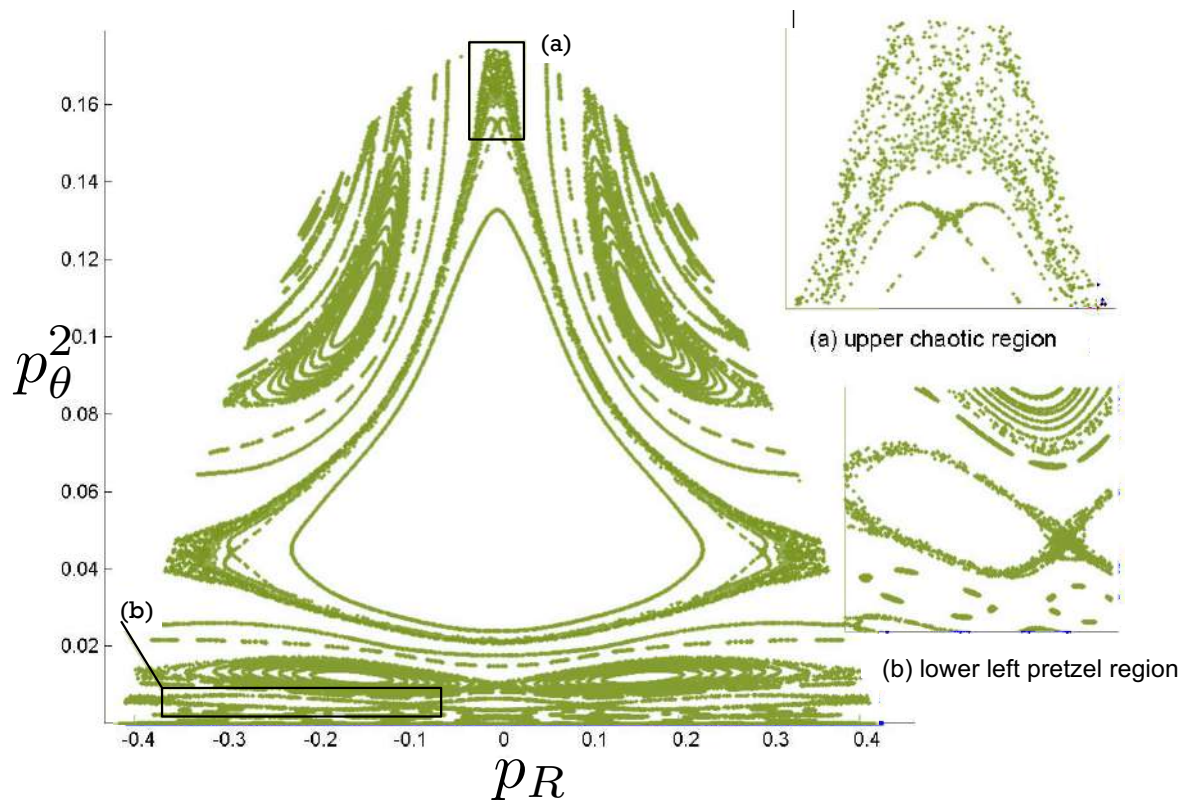 (a)
0.16
0.14
0.12
0.1
0.08
0.06
0.04
0.02
p_θ^2
(b)
-0.4 -0.3 -0.2 -0.1 0 0.1 0.2 0.3 0.4
p_R
(a) upper chaotic region
(b) lower left pretzel region